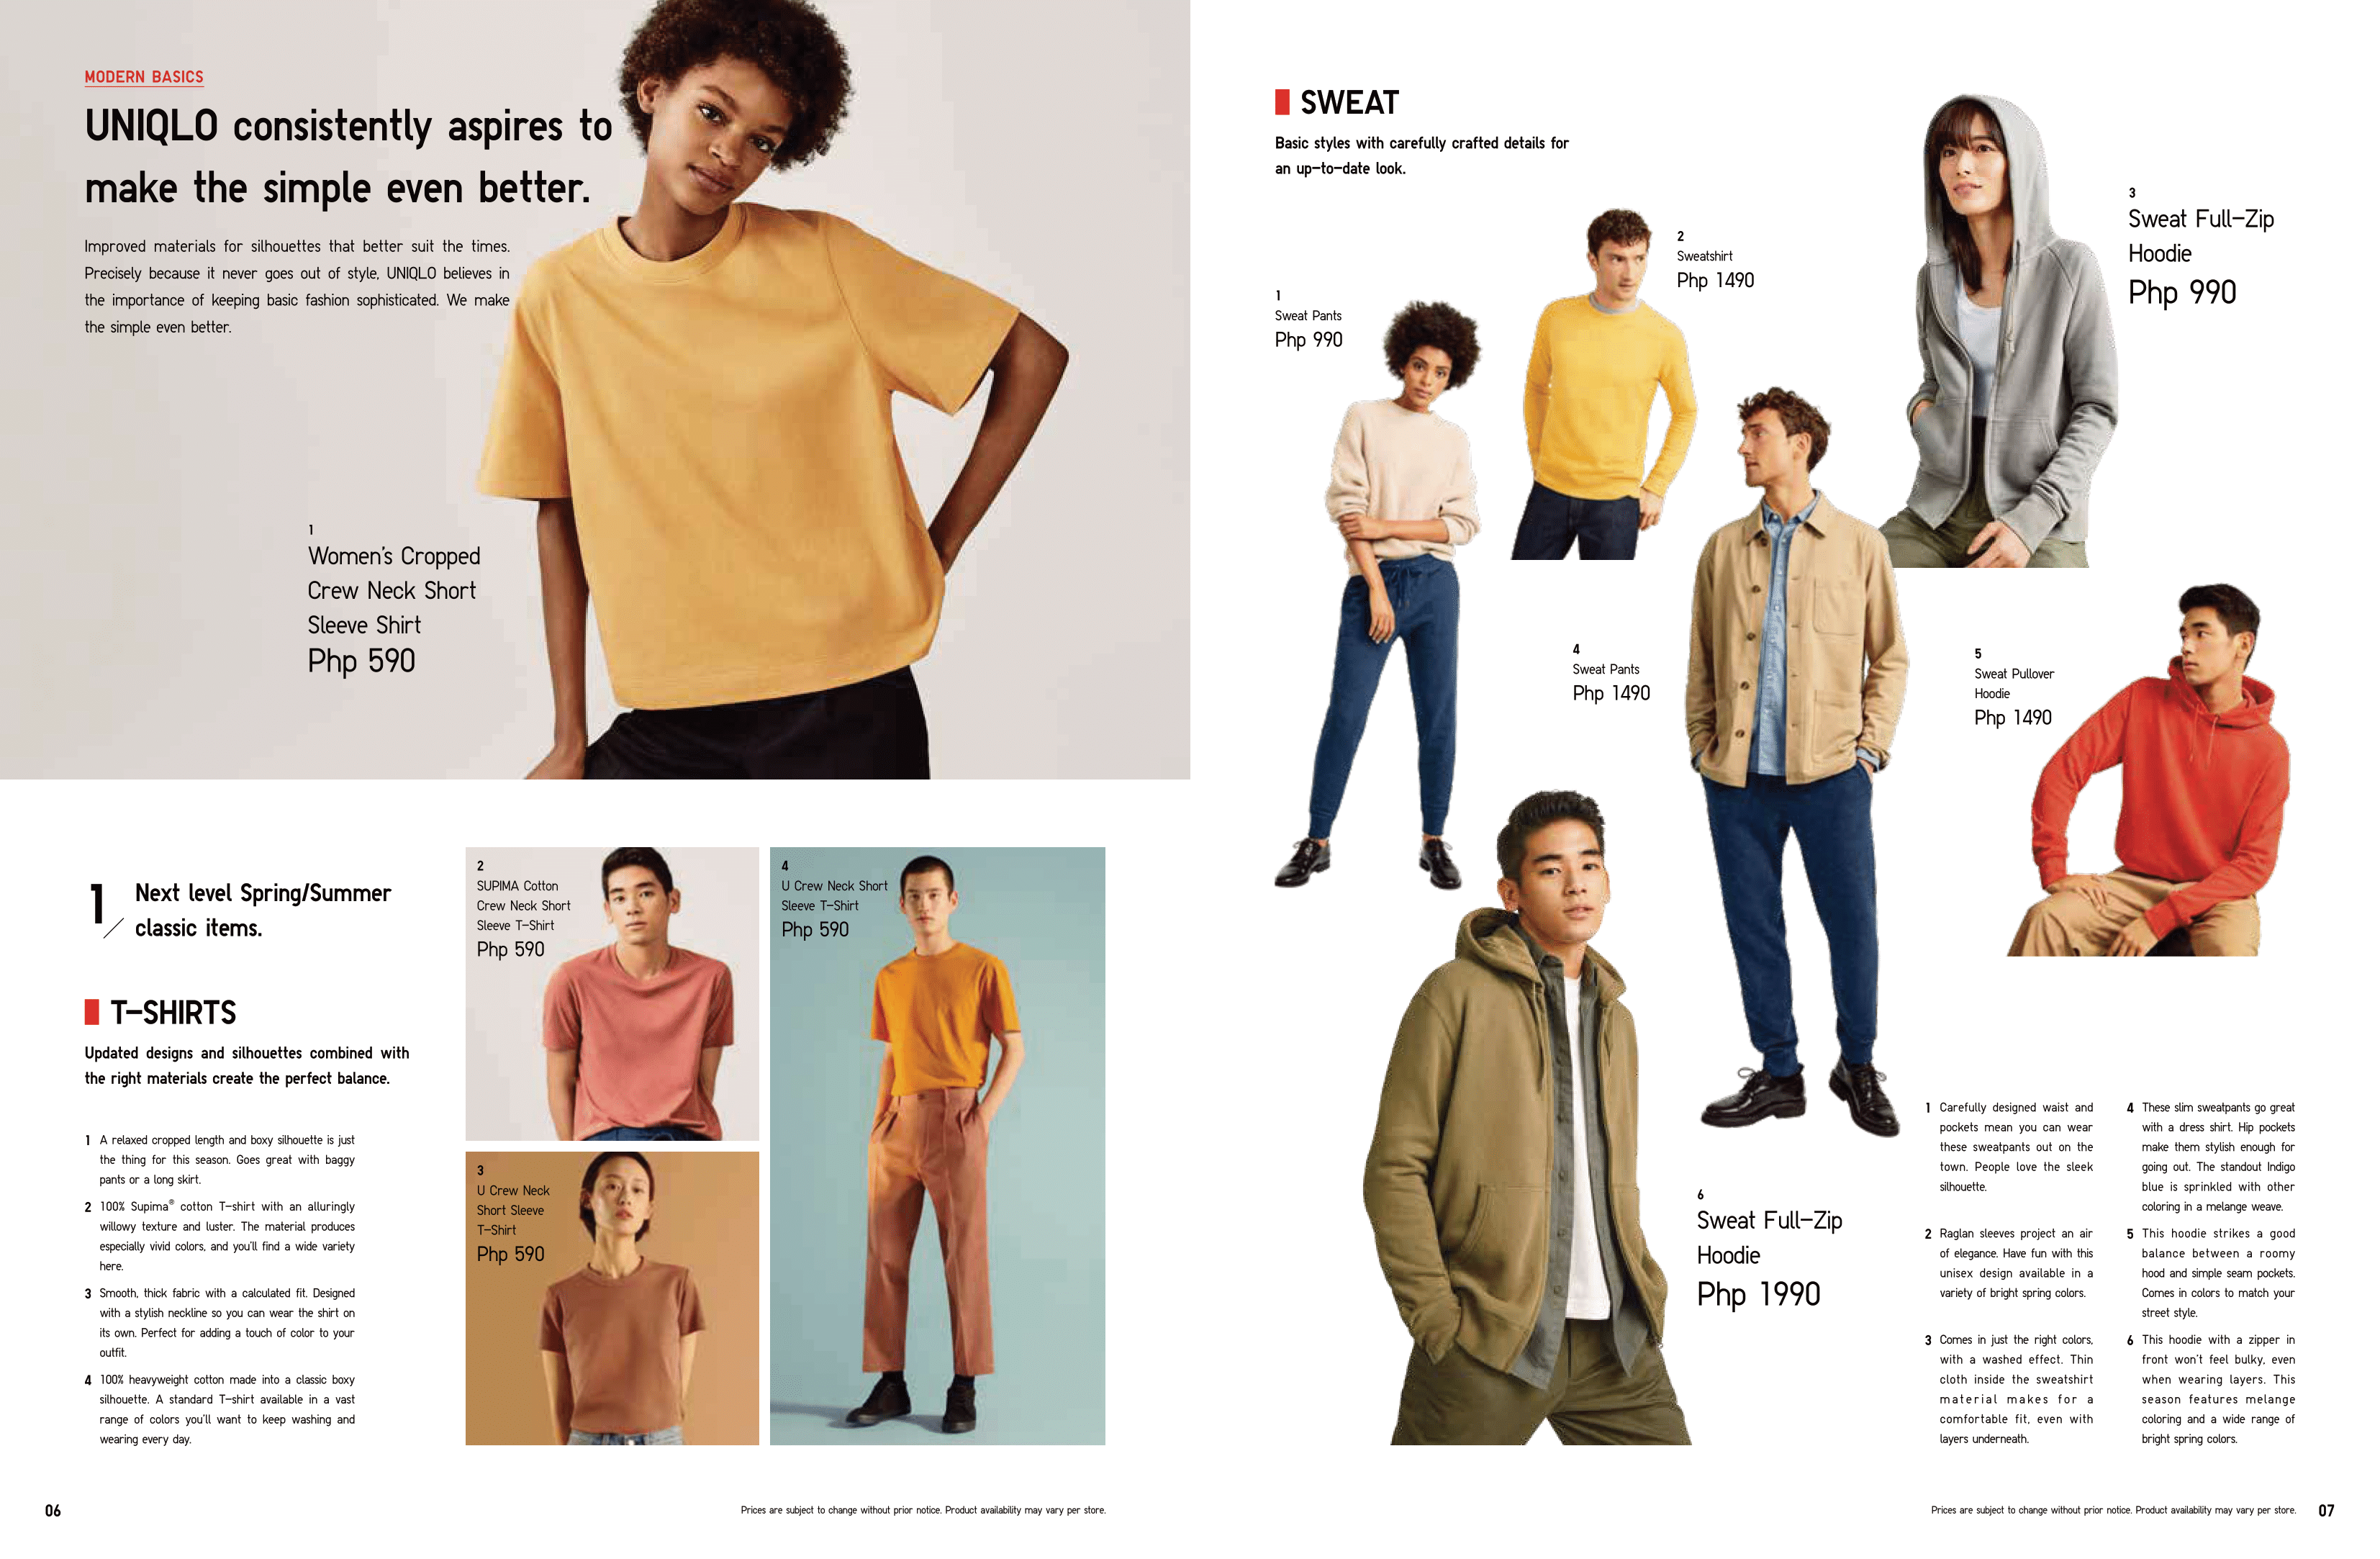 MODERN BASICS
UNIQLO consistently aspires to
make the simple even better.
Improved materials for silhouettes that better suit the times.
Precisely because it never goes out of style, UNIQLO believes in
the importance of keeping basic fashion sophisticated. We make
the simple even better.
1
Women's Cropped
Crew Neck Short
Sleeve Shirt
Php 590
1/
Next level Spring/Summer
classic items.
T-SHIRTS
Updated designs and silhouettes combined with
the right materials create the perfect balance.
1 A relaxed cropped length and boxy silhouette is just
the thing for this season. Goes great with baggy
pants or a long skirt.
2 100% Supima® cotton T-shirt with an alluringly
willowy texture and luster. The material produces
especially vivid colors, and you'll find a wide variety
here.
3 Smooth, thick fabric with a calculated fit. Designed
with a stylish neckline so you can wear the shirt on
its own. Perfect for adding a touch of color to your
outfit.
4 100% heavyweight cotton made into a classic boxy
silhouette. A standard T-shirt available in a vast
range of colors you'll want to keep washing and
wearing every day.
2
SUPIMA Cotton
Crew Neck Short
Sleeve T-Shirt
Php 590
3
U Crew Neck
Short Sleeve
T-Shirt
Php 590
4
U Crew Neck Short
Sleeve T-Shirt
Php 590
06
Prices are subject to change without prior notice. Product availability may vary per store.
SWEAT
Basic styles with carefully crafted details for
an up-to-date look.
1
Sweat Pants
Php 990
2
Sweatshirt
Php 1490
3
Sweat Full-Zip
Hoodie
Php 990
4
Sweat Pants
Php 1490
5
Sweat Pullover
Hoodie
Php 1490
6
Sweat Full-Zip
Hoodie
Php 1990
1 Carefully designed waist and
pockets mean you can wear
these sweatpants out on the
town. People love the sleek
silhouette.
2 Raglan sleeves project an air
of elegance. Have fun with this
unisex design available in a
variety of bright spring colors.
3 Comes in just the right colors,
with a washed effect. Thin
cloth inside the sweatshirt
material makes for a
comfortable fit, even with
layers underneath.
4 These slim sweatpants go great
with a dress shirt. Hip pockets
make them stylish enough for
going out. The standout Indigo
blue is sprinkled with other
coloring in a melange weave.
5 This hoodie strikes a good
balance between a roomy
hood and simple seam pockets.
Comes in colors to match your
street style.
6 This hoodie with a zipper in
front won't feel bulky, even
when wearing layers. This
season features melange
coloring and a wide range of
bright spring colors.
Prices are subject to change without prior notice. Product availability may vary per store.
07